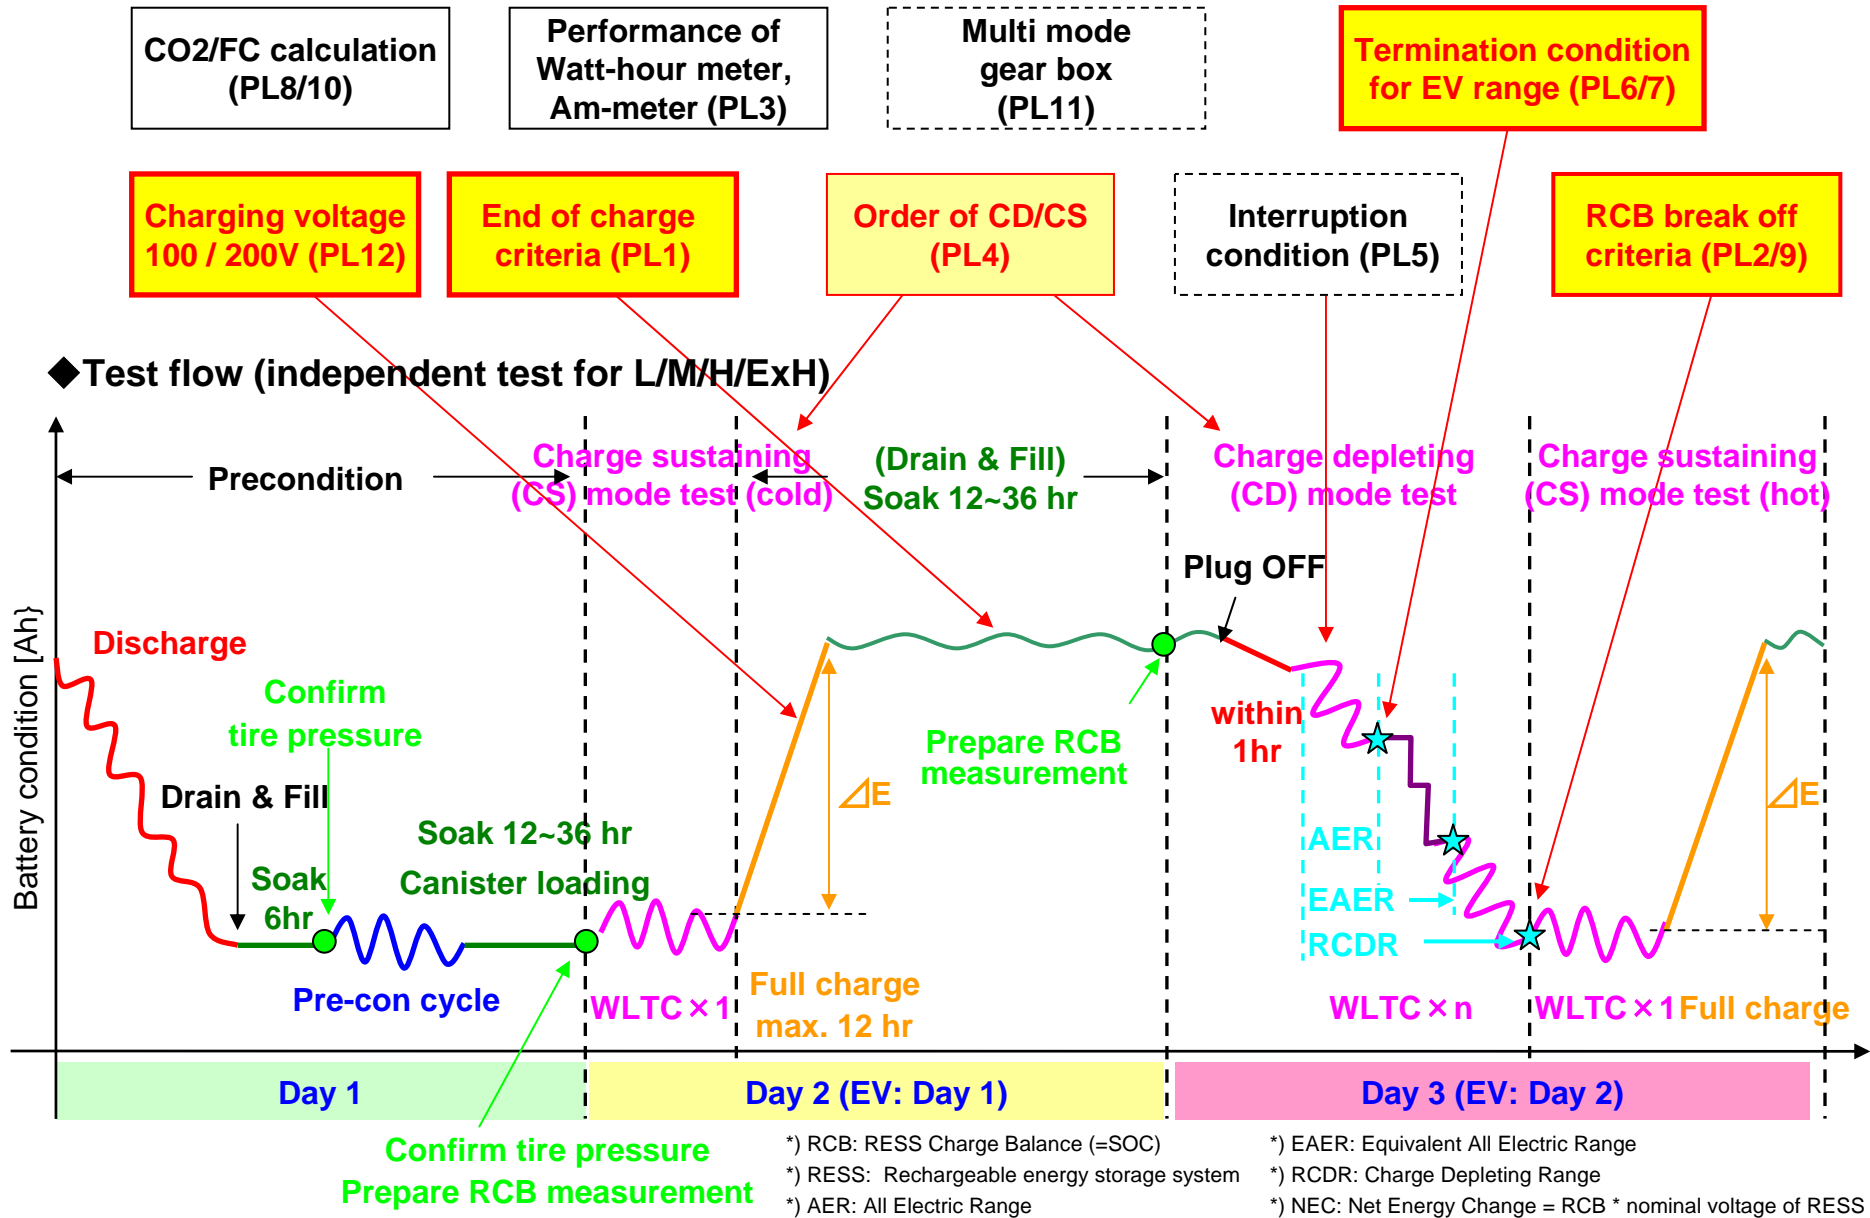 CO2/FC calculation
(PL8/10)
Performance of
Watt-hour meter,
Am-meter (PL3)
Multi mode
gear box
(PL11)
Termination condition
for EV range (PL6/7)
Charging voltage
100 / 200V (PL12)
End of charge
criteria (PL1)
Order of CD/CS
(PL4)
Interruption
condition (PL5)
RCB break off
criteria (PL2/9)
◆Test flow (independent test for L/M/H/ExH)
Battery condition [Ah}
Precondition
Charge sustaining
(CS) mode test (cold)
(Drain & Fill)
Soak 12~36 hr
Charge depleting
(CD) mode test
Charge sustaining
(CS) mode test (hot)
Plug OFF
Discharge
Confirm
tire pressure
Drain & Fill
Soak
6hr
Soak 12~36 hr
Canister loading
Pre-con cycle
WLTC×1
Full charge
max. 12 hr
⊿E
Prepare RCB
measurement
within
1hr
AER
EAER
RCDR
WLTC×n
WLTC×1
Full charge
⊿E
Day 1
Day 2 (EV: Day 1)
Day 3 (EV: Day 2)
Confirm tire pressure
Prepare RCB measurement
*) RCB: RESS Charge Balance (=SOC)
*) RESS: Rechargeable energy storage system
*) AER: All Electric Range
*) EAER: Equivalent All Electric Range
*) RCDR: Charge Depleting Range
*) NEC: Net Energy Change = RCB * nominal voltage of RESS